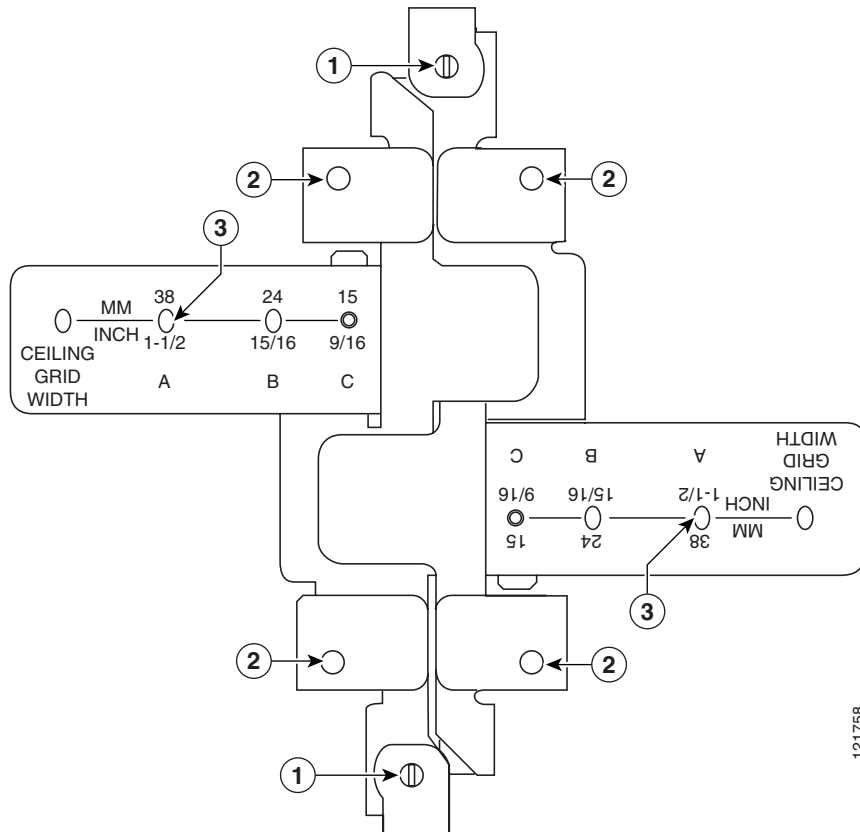 1
2
2
3
38 24 15
MM
INCH
1-1/2 15/16 9/16
CEILING
GRID
WIDTH
A B C
CEILING
GRID
WIDTH
A B C
1-1/2 15/16 9/16
INCH
MM
38 24 15
3
2
2
1
121758